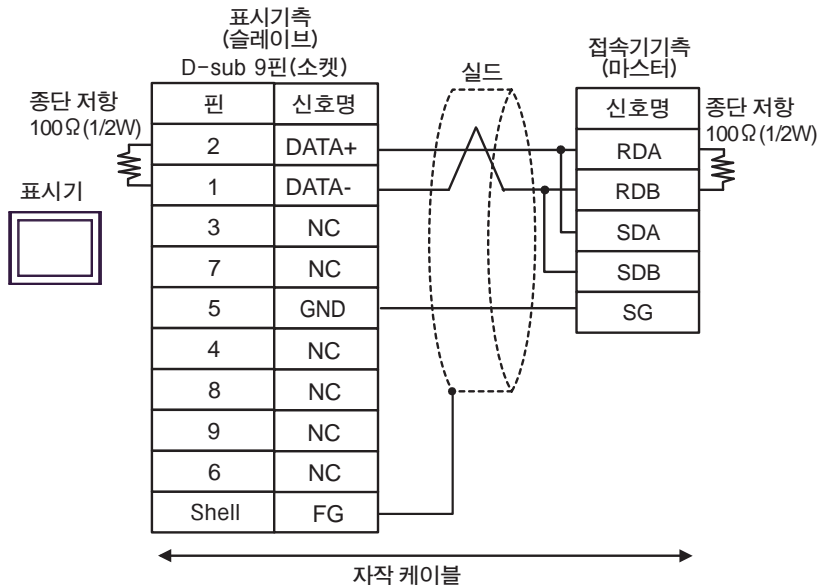 표시기측
(슬레이브)
D-sub 9핀(소켓)
실드
접속기기측
(마스터)
종단 저항
100Ω(1/2W)
표시기
핀 신호명
2 DATA+
1 DATA-
3 NC
7 NC
5 GND
4 NC
8 NC
9 NC
6 NC
Shell FG
신호명
RDA
RDB
SDA
SDB
SG
종단 저항
100Ω(1/2W)
자작 케이블